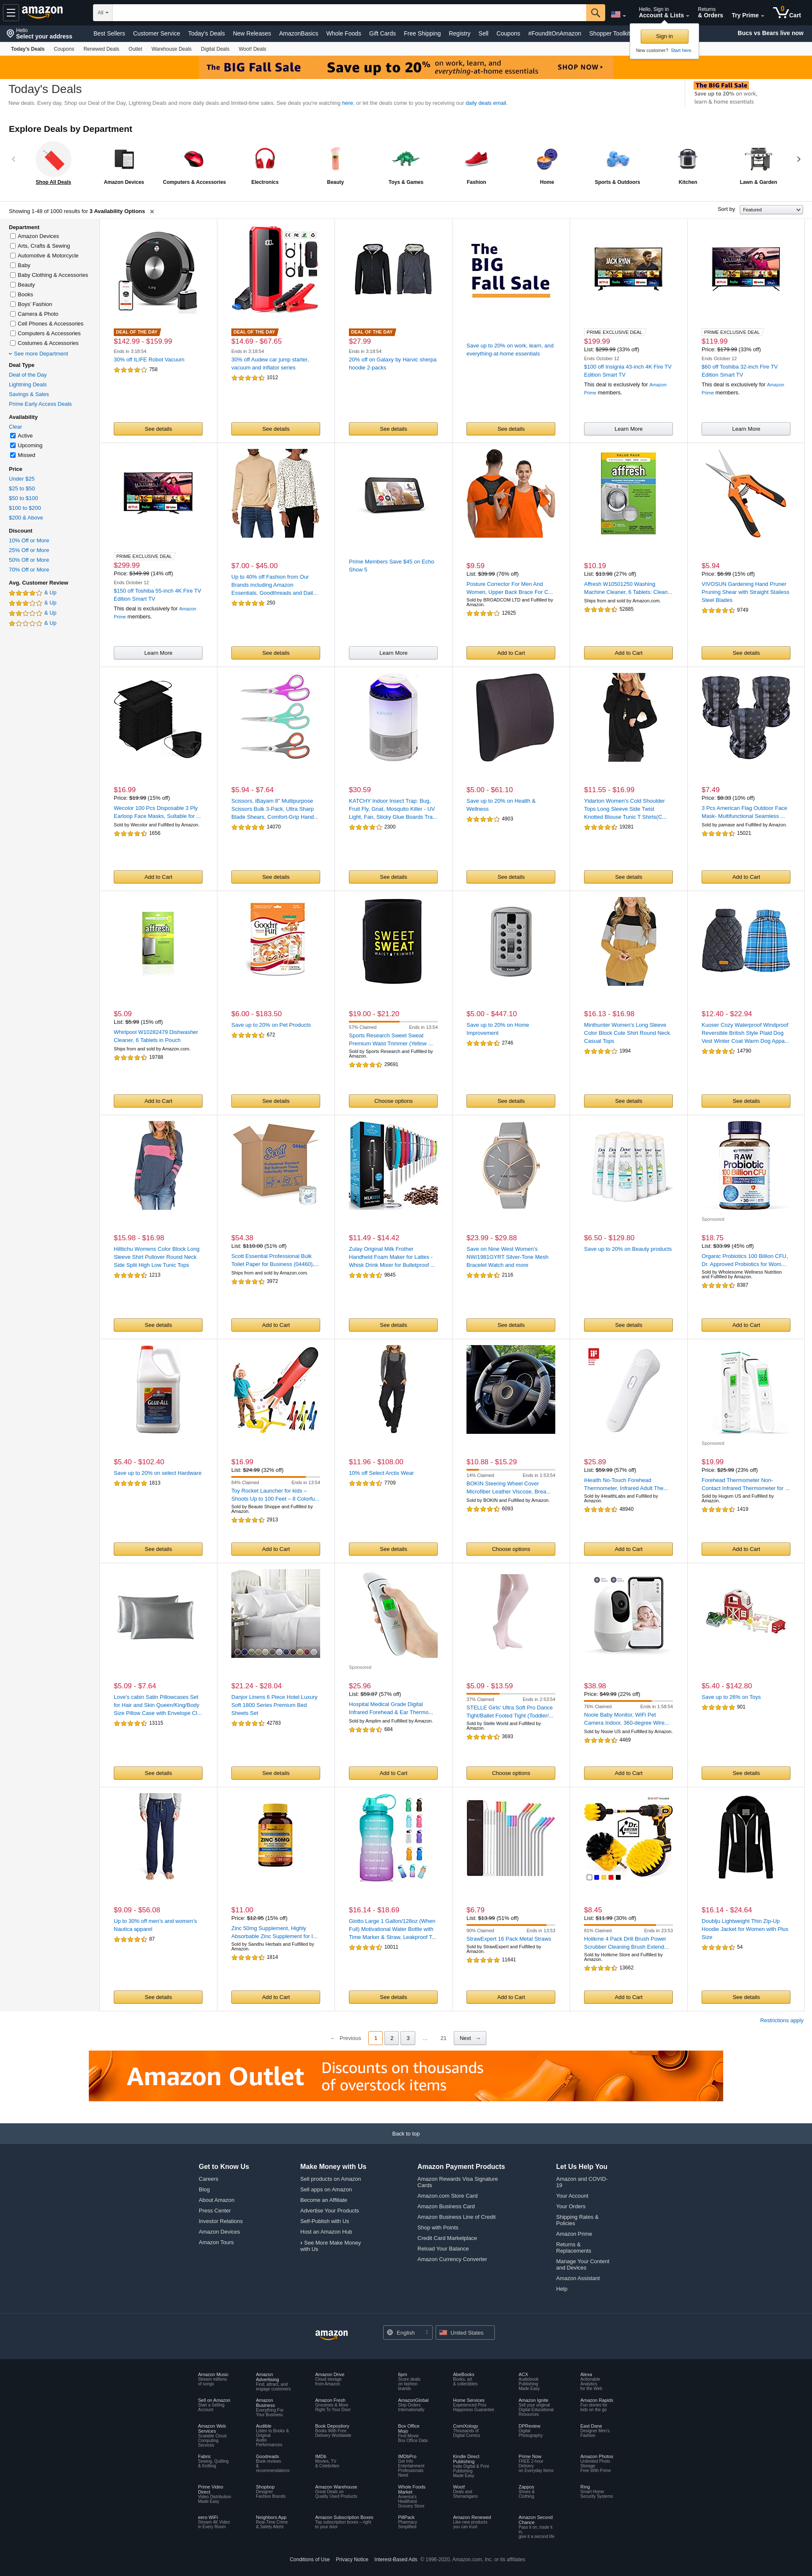 Hello
Select your address
amazon
All
Hello, Sign in
Account & Lists
Returns
& Orders
Try Prime
0
Cart
Best Sellers
Customer Service
Today's Deals
New Releases
AmazonBasics
Whole Foods
Gift Cards
Free Shipping
Registry
Sell
Coupons
#FoundItOnAmazon
Shopper Toolkit
Bucs vs Bears live now
Sign in
New customer? Start here.
Today's Deals
Coupons
Renewed Deals
Outlet
Warehouse Deals
Digital Deals
Woot! Deals
The BIG Fall Sale
Save up to 20% on work, learn, and everything-at-home essentials
SHOP NOW
Today's Deals
New deals. Every day. Shop our Deal of the Day, Lightning Deals and more daily deals and limited-time sales. See deals you're watching here, or let the deals come to you by receiving our daily deals email.
The BIG Fall Sale
Save up to 20% on work,
learn & home essentials
Explore Deals by Department
Shop All Deals
Amazon Devices
Computers & Accessories
Electronics
Beauty
Toys & Games
Fashion
Home
Sports & Outdoors
Kitchen
Lawn & Garden
Showing 1-48 of 1000 results for 3 Availability Options
Sort by
Featured
Department
Amazon Devices
Arts, Crafts & Sewing
Automotive & Motorcycle
Baby
Baby Clothing & Accessories
Beauty
Books
Boys' Fashion
Camera & Photo
Cell Phones & Accessories
Computers & Accessories
Costumes & Accessories
See more Department
Deal Type
Deal of the Day
Lightning Deals
Savings & Sales
Prime Early Access Deals
Availability
Clear
Active
Upcoming
Missed
Price
Under $25
$25 to $50
$50 to $100
$100 to $200
$200 & Above
Discount
10% Off or More
25% Off or More
50% Off or More
70% Off or More
Avg. Customer Review
& Up
& Up
& Up
& Up
DEAL OF THE DAY
$142.99 - $159.99
Ends in 3:18:54
30% off ILIFE Robot Vacuum
758
See details
DEAL OF THE DAY
$14.69 - $67.65
Ends in 3:18:54
30% off Audew car jump starter, vacuum and inflator series
1012
See details
DEAL OF THE DAY
$27.99
Ends in 3:18:54
20% off on Galaxy by Harvic sherpa hoodie 2-packs
See details
The
BIG
Fall Sale
Save up to 20% on work, learn, and everything-at-home essentials
See details
JACK RYAN
PRIME EXCLUSIVE DEAL
$199.99
List: $299.99 (33% off)
Ends October 12
$100 off Insignia 43-inch 4K Fire TV Edition Smart TV
This deal is exclusively for Amazon Prime members.
Learn More
PRIME EXCLUSIVE DEAL
$119.99
Price: $179.99 (33% off)
Ends October 12
$60 off Toshiba 32-inch Fire TV Edition Smart TV
This deal is exclusively for Amazon Prime members.
Learn More
PRIME EXCLUSIVE DEAL
$299.99
Price: $349.99 (14% off)
Ends October 12
$150 off Toshiba 55-inch 4K Fire TV Edition Smart TV
This deal is exclusively for Amazon Prime members.
Learn More
$7.00 - $45.00
Up to 40% off Fashion from Our Brands including Amazon Essentials, Goodthreads and Dail...
250
See details
Prime Members Save $45 on Echo Show 5
Learn More
$9.59
List: $39.99 (76% off)
Posture Corrector For Men And Women, Upper Back Brace For C...
Sold by BRGADCOM LTD and Fulfilled by Amazon.
12625
Add to Cart
affresh
$10.19
List: $13.98 (27% off)
Affresh W10501250 Washing Machine Cleaner, 6 Tablets: Clean...
Ships from and sold by Amazon.com.
52885
Add to Cart
$5.94
Price: $6.99 (15% off)
VIVOSUN Gardening Hand Pruner Pruning Shear with Straight Stailess Steel Blades
9749
See details
$16.99
Price: $19.99 (15% off)
Wecolor 100 Pcs Disposable 3 Ply Earloop Face Masks, Suitable for ...
Sold by Wecolor and Fulfilled by Amazon.
1656
Add to Cart
$5.94 - $7.64
Scissors, iBayam 8" Multipurpose Scissors Bulk 3-Pack, Ultra Sharp Blade Shears, Comfort-Grip Hand...
14070
See details
$30.59
KATCHY Indoor Insect Trap: Bug, Fruit Fly, Gnat, Mosquito Killer - UV Light, Fan, Sticky Glue Boards Tra...
2300
See details
$5.00 - $61.10
Save up to 20% on Health & Wellness
4903
See details
$11.55 - $16.99
Yidarton Women's Cold Shoulder Tops Long Sleeve Side Twist Knotted Blouse Tunic T Shirts(C...
19281
See details
$7.49
Price: $8.33 (10% off)
3 Pcs American Flag Outdoor Face Mask- Multifunctional Seamless ...
Sold by pamase and Fulfilled by Amazon.
15021
Add to Cart
affresh
$5.09
List: $5.99 (15% off)
Whirlpool W10282479 Dishwasher Cleaner, 6 Tablets in Pouch
Ships from and sold by Amazon.com.
19788
Add to Cart
Good'n'Fun
$6.00 - $183.50
Save up to 20% on Pet Products
672
See details
SWEET
SWEAT
WAIST TRIMMER
$19.00 - $21.20
57% Claimed
Ends in 13:54
Sports Research Sweet Sweat Premium Waist Trimmer (Yellow ...
Sold by Sports Research and Fulfilled by Amazon.
29691
Choose options
$5.00 - $447.10
Save up to 20% on Home Improvement
2746
See details
$16.13 - $16.98
Minthunter Women's Long Sleeve Color Block Cute Shirt Round Neck Casual Tops
1994
See details
$12.40 - $22.94
Kuoser Cozy Waterproof Windproof Reversible British Style Plaid Dog Vest Winter Coat Warm Dog Appa...
14790
See details
$15.98 - $16.98
Hilltichu Womens Color Block Long Sleeve Shirt Pullover Round Neck Side Split High Low Tunic Tops
1213
See details
Scott
$54.38
List: $110.00 (51% off)
Scott Essential Professional Bulk Toilet Paper for Business (04460),...
Ships from and sold by Amazon.com.
3972
Add to Cart
$11.49 - $14.42
Zulay Original Milk Frother Handheld Foam Maker for Lattes - Whisk Drink Mixer for Bulletproof ...
9845
See details
$23.99 - $29.88
Save on Nine West Women's NW/1981GYRT Silver-Tone Mesh Bracelet Watch and more
2116
See details
$6.50 - $129.80
Save up to 20% on Beauty products
See details
RAW
Probiotic
100 Billion CFU
Sponsored
$18.75
List: $33.99 (45% off)
Organic Probiotics 100 Billion CFU, Dr. Approved Probiotics for Wom...
Sold by Wholesome Wellness Nutrition and Fulfilled by Amazon.
8387
Add to Cart
GLUE-ALL
$5.40 - $102.40
Save up to 20% on select Hardware
1813
See details
$16.99
List: $24.99 (32% off)
84% Claimed
Ends in 13:54
Toy Rocket Launcher for kids – Shoots Up to 100 Feet – 8 Colorfu...
Sold by Beaute Shoppe and Fulfilled by Amazon.
2913
Add to Cart
$11.96 - $108.00
10% off Select Arctix Wear
7709
See details
$10.88 - $15.29
14% Claimed
Ends in 1:53:54
BOKIN Steering Wheel Cover Microfiber Leather Viscose, Brea...
Sold by BOKIN and Fulfilled by Amazon.
6093
Choose options
$25.89
List: $59.99 (57% off)
iHealth No-Touch Forehead Thermometer, Infrared Adult The...
Sold by iHealthLabs and Fulfilled by Amazon.
48940
Add to Cart
Sponsored
$19.99
Price: $25.99 (23% off)
Forehead Thermometer Non-Contact Infrared Thermometer for ...
Sold by Hugum US and Fulfilled by Amazon.
1419
Add to Cart
$5.09 - $7.64
Love's cabin Satin Pillowcases Set for Hair and Skin Queen/King/Body Size Pillow Case with Envelope Cl...
13115
See details
$21.24 - $28.04
Danjor Linens 6 Piece Hotel Luxury Soft 1800 Series Premium Bed Sheets Set
42783
See details
Sponsored
$25.96
List: $59.87 (57% off)
Hospital Medical Grade Digital Infrared Forehead & Ear Thermo...
Sold by Amplim and Fulfilled by Amazon.
684
Add to Cart
$5.09 - $13.59
37% Claimed
Ends in 2:53:54
STELLE Girls' Ultra Soft Pro Dance Tight/Ballet Footed Tight (Toddler/...
Sold by Stelle World and Fulfilled by Amazon.
3693
Choose options
$38.98
Price: $49.99 (22% off)
76% Claimed
Ends in 1:58:54
Nooie Baby Monitor, WiFi Pet Camera Indoor, 360-degree Wire...
Sold by Nooie US and Fulfilled by Amazon.
4469
Add to Cart
$5.40 - $142.80
Save up to 26% on Toys
901
See details
$9.09 - $56.08
Up to 30% off men's and women's Nautica apparel
87
See details
ZINC 50MG
$11.00
Price: $12.95 (15% off)
Zinc 50mg Supplement, Highly Absorbable Zinc Supplement for I...
Sold by Sandhu Herbals and Fulfilled by Amazon.
1814
Add to Cart
$16.14 - $18.69
Giotto Large 1 Gallon/128oz (When Full) Motivational Water Bottle with Time Marker & Straw, Leakproof T...
10011
See details
$6.79
List: $13.99 (51% off)
90% Claimed
Ends in 13:53
StrawExpert 16 Pack Metal Straws
Sold by StrawExpert and Fulfilled by Amazon.
11641
Add to Cart
$8.45
List: $11.99 (30% off)
81% Claimed
Ends in 23:53
Holikme 4 Pack Drill Brush Power Scrubber Cleaning Brush Extend...
Sold by Holikme Store and Fulfilled by Amazon.
13662
Add to Cart
$16.14 - $24.64
Doublju Lightweight Thin Zip-Up Hoodie Jacket for Women with Plus Size
54
See details
Restrictions apply
← Previous
1
2
3
...
21
Next →
Amazon Outlet
Discounts on thousands
of overstock items
Back to top
Get to Know Us
Careers
Blog
About Amazon
Press Center
Investor Relations
Amazon Devices
Amazon Tours
Make Money with Us
Sell products on Amazon
Sell apps on Amazon
Become an Affiliate
Advertise Your Products
Self-Publish with Us
Host an Amazon Hub
› See More Make Money with Us
Amazon Payment Products
Amazon Rewards Visa Signature Cards
Amazon.com Store Card
Amazon Business Card
Amazon Business Line of Credit
Shop with Points
Credit Card Marketplace
Reload Your Balance
Amazon Currency Converter
Let Us Help You
Amazon and COVID-19
Your Account
Your Orders
Shipping Rates & Policies
Amazon Prime
Returns & Replacements
Manage Your Content and Devices
Amazon Assistant
Help
amazon
English
United States
Amazon Music
Stream millions of songs
Amazon Advertising
Find, attract, and engage customers
Amazon Drive
Cloud storage from Amazon
6pm
Score deals on fashion brands
AbeBooks
Books, art & collectibles
ACX
Audiobook Publishing Made Easy
Alexa
Actionable Analytics for the Web
Sell on Amazon
Start a Selling Account
Amazon Business
Everything For Your Business
Amazon Fresh
Groceries & More Right To Your Door
AmazonGlobal
Ship Orders Internationally
Home Services
Experienced Pros Happiness Guarantee
Amazon Ignite
Sell your original Digital Educational Resources
Amazon Rapids
Fun stories for kids on the go
Amazon Web Services
Scalable Cloud Computing Services
Audible
Listen to Books & Original Audio Performances
Book Depository
Books With Free Delivery Worldwide
Box Office Mojo
Find Movie Box Office Data
ComiXology
Thousands of Digital Comics
DPReview
Digital Photography
East Dane
Designer Men's Fashion
Fabric
Sewing, Quilting & Knitting
Goodreads
Book reviews & recommendations
IMDb
Movies, TV & Celebrities
IMDbPro
Get Info Entertainment Professionals Need
Kindle Direct Publishing
Indie Digital & Print Publishing Made Easy
Prime Now
FREE 2-hour Delivery on Everyday Items
Amazon Photos
Unlimited Photo Storage Free With Prime
Prime Video Direct
Video Distribution Made Easy
Shopbop
Designer Fashion Brands
Amazon Warehouse
Great Deals on Quality Used Products
Whole Foods Market
America's Healthiest Grocery Store
Woot!
Deals and Shenanigans
Zappos
Shoes & Clothing
Ring
Smart Home Security Systems
eero WiFi
Stream 4K Video in Every Room
Neighbors App
Real-Time Crime & Safety Alerts
Amazon Subscription Boxes
Top subscription boxes – right to your door
PillPack
Pharmacy Simplified
Amazon Renewed
Like-new products you can trust
Amazon Second Chance
Pass it on, trade it in, give it a second life
Conditions of Use
Privacy Notice
Interest-Based Ads
© 1996-2020, Amazon.com, Inc. or its affiliates